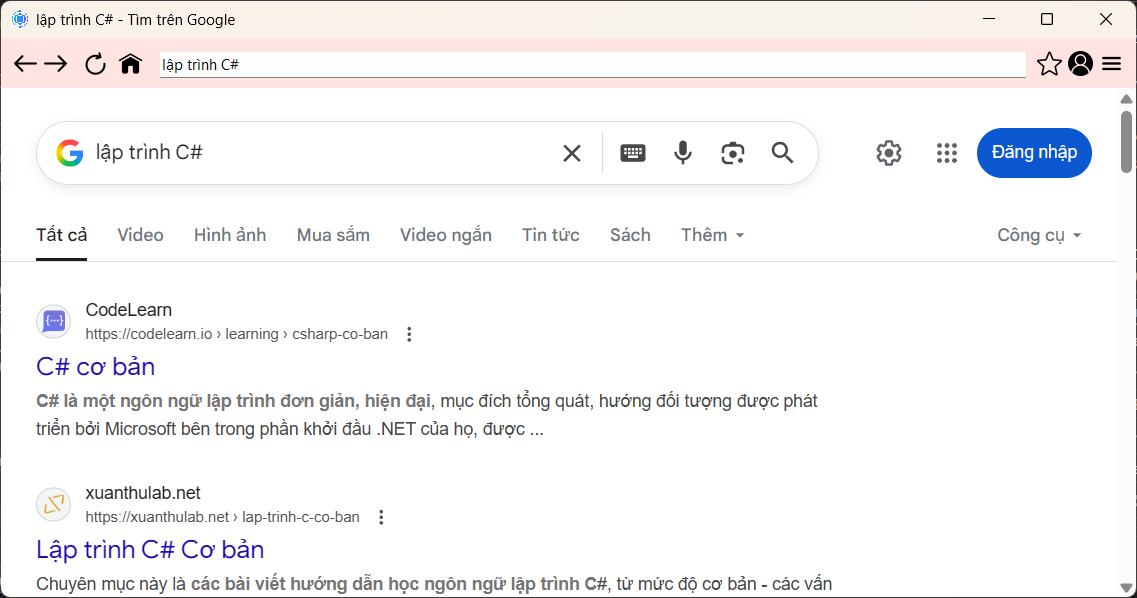 lập trình C# - Tìm trên Google
lập trình C#
lập trình C#
Đăng nhập
Tất cả Video Hình ảnh Mua sắm Video ngắn Tin tức Sách Thêm Công cụ
CodeLearn
https://codelearn.io › learning › csharp-co-ban
C# cơ bản
C# là một ngôn ngữ lập trình đơn giản, hiện đại, mục đích tổng quát, hướng đối tượng được phát
triển bởi Microsoft bên trong phần khởi đầu .NET của họ, được ...
xuanthulab.net
https://xuanthulab.net › lap-trinh-c-co-ban
Lập trình C# Cơ bản
Chuyên mục này là các bài viết hướng dẫn học ngôn ngữ lập trình C#, từ mức độ cơ bản - các vấn